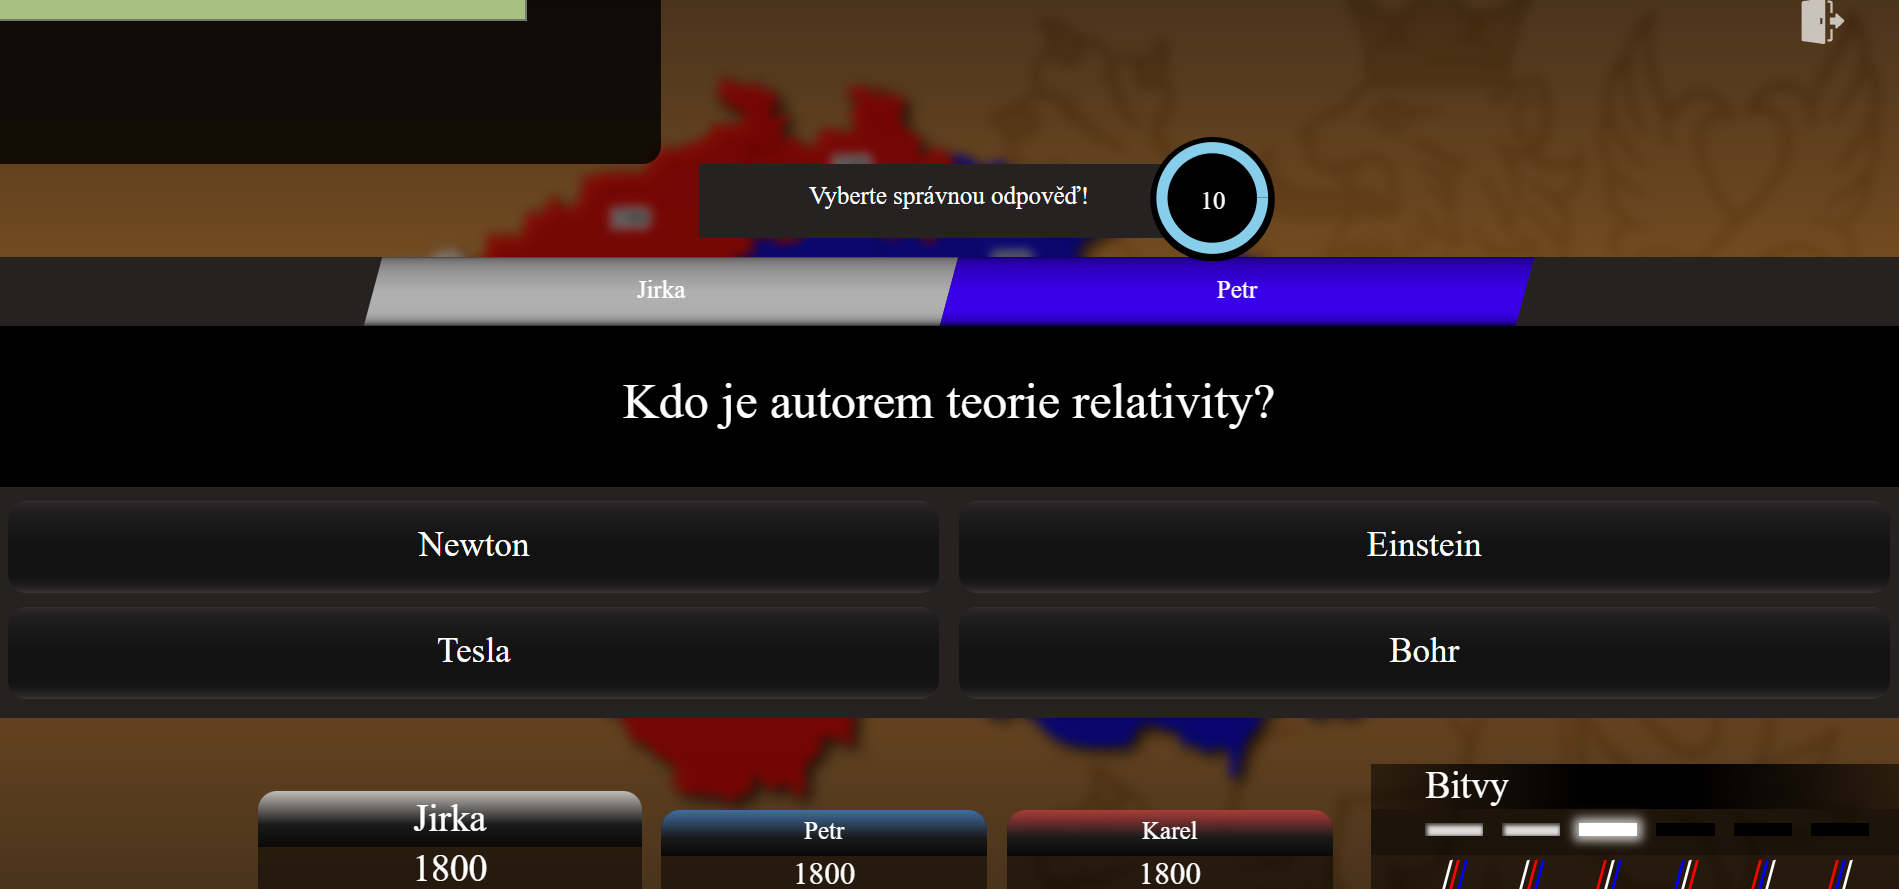 Vyberte správnou odpověď!
10
Jirka
Petr
Kdo je autorem teorie relativity?
Newton
Einstein
Tesla
Bohr
Jirka
1800
Petr
1800
Karel
1800
Bitvy